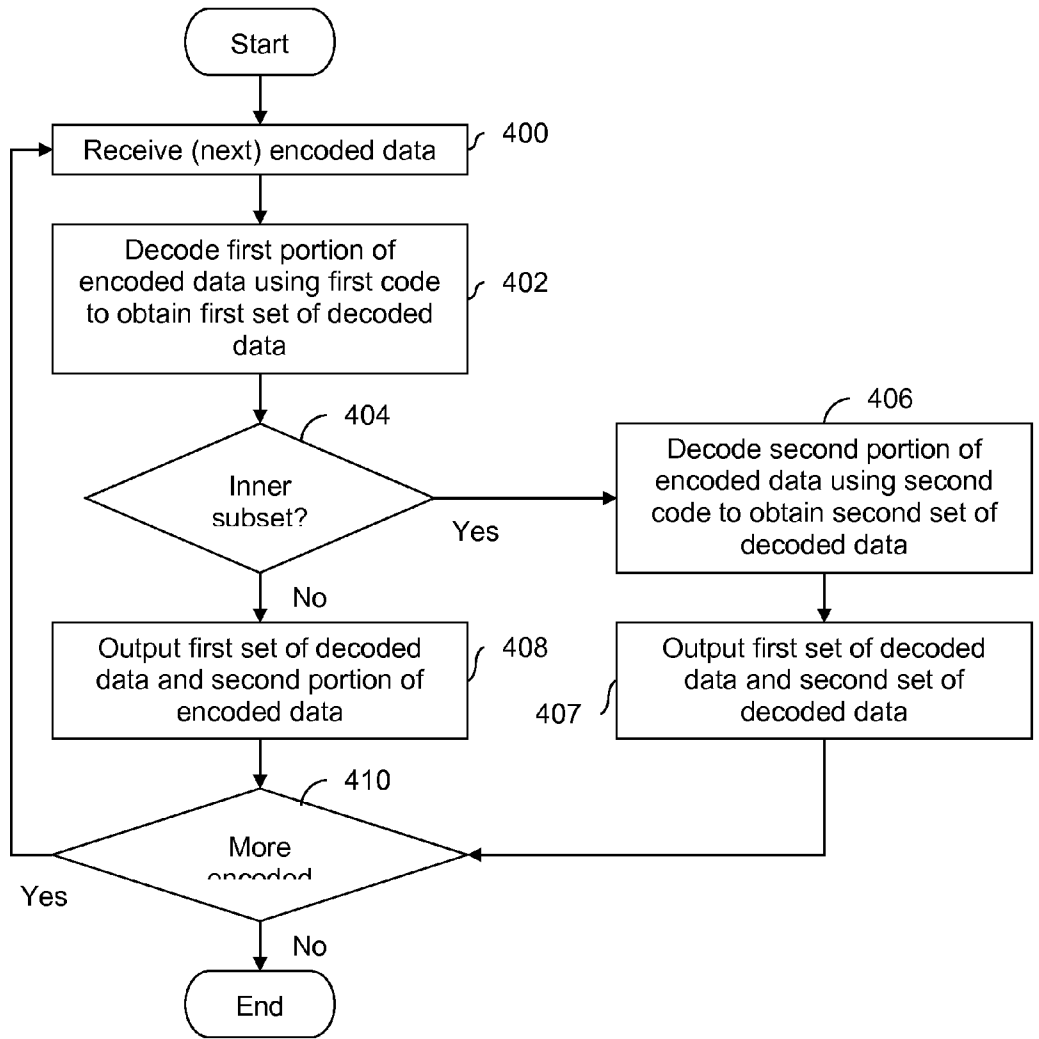 Start
Receive (next) encoded data
400
Decode first portion of
encoded data using first code
to obtain first set of decoded
data
402
404
Inner
subset?
Yes
No
406
Decode second portion of
encoded data using second
code to obtain second set of
decoded data
Output first set of decoded
data and second portion of
encoded data
408
Output first set of decoded
data and second set of
decoded data
407
410
More
encoded
Yes
No
End